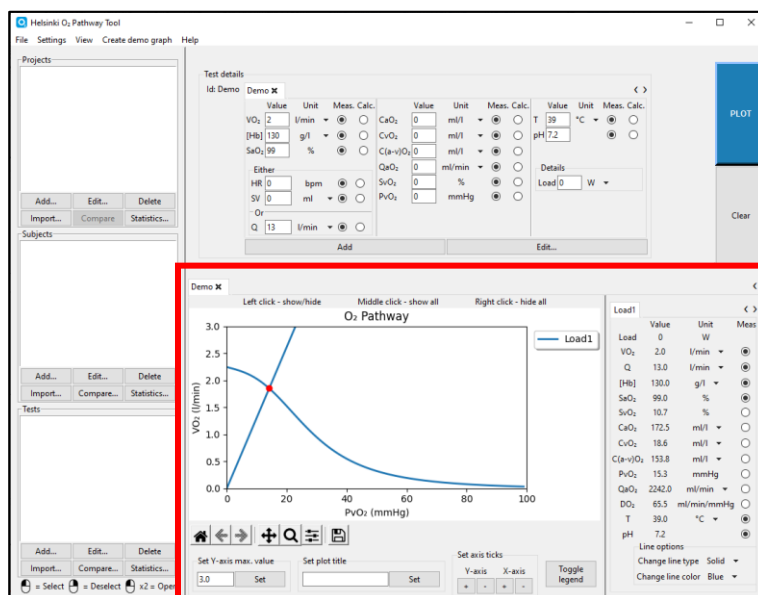 Helsinki O₂ Pathway Tool
File Settings View Create demo graph Help
Projects
Add... Edit... Delete
Import... Compare Statistics...
Subjects
Add... Edit... Delete
Import... Compare... Statistics...
Tests
Add... Edit... Delete
Import... Compare... Statistics...
= Select = Deselect x2 = Open
Test details
Id: Demo Demo ✖
Value Unit Meas. Calc. Value Unit Meas. Calc. Value Unit Meas. Calc.
VO₂ 2 l/min CaO₂ 0 ml/l T 39 °C
[Hb] 130 g/l CvO₂ 0 ml/l pH 7.2
SaO₂ 99 % C(a-v)O₂ 0 ml/l
Either QaO₂ 0 ml/min Details
HR 0 bpm SvO₂ 0 % Load 0 W
SV 0 ml PvO₂ 0 mmHg
Or
Q 13 l/min
Add Edit...
PLOT
Clear
Demo ✖
Left click - show/hide Middle click - show all Right click - hide all
O₂ Pathway
Load1
VO₂ (l/min)
3.0
2.5
2.0
1.5
1.0
0.5
0.0
0 20 40 60 80 100
PvO₂ (mmHg)
Set Y-axis max. value
3.0 Set
Set plot title
Set
Set axis ticks
Y-axis X-axis
+ - + -
Toggle
legend
Load1
Value Unit Meas
Load 0 W
VO₂ 2.0 l/min
Q 13.0 l/min
[Hb] 130.0 g/l
SaO₂ 99.0 %
SvO₂ 10.7 %
CaO₂ 172.5 ml/l
CvO₂ 18.6 ml/l
C(a-v)O₂ 153.8 ml/l
PvO₂ 15.3 mmHg
QaO₂ 2242.0 ml/min
DO₂ 65.5 ml/min/mmHg
T 39.0 °C
pH 7.2
Line options
Change line type Solid
Change line color Blue